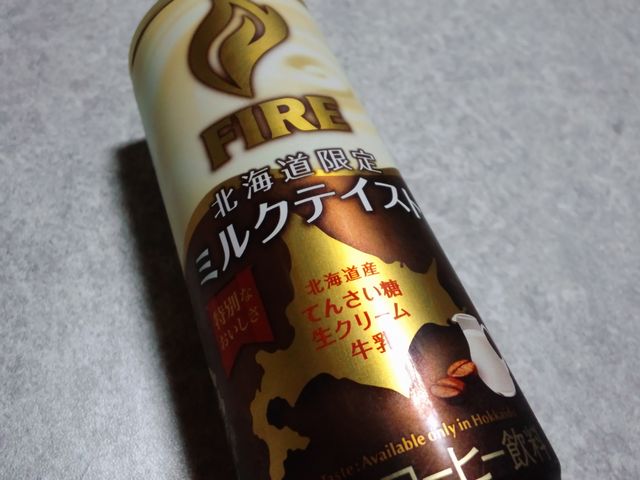 FIRE
北海道限定
ミルクテイスト
特別な
おいしさ
北海道産
てんさい糖
生クリーム
牛乳
Taste: Available only in Hokkaido
コーヒー飲料